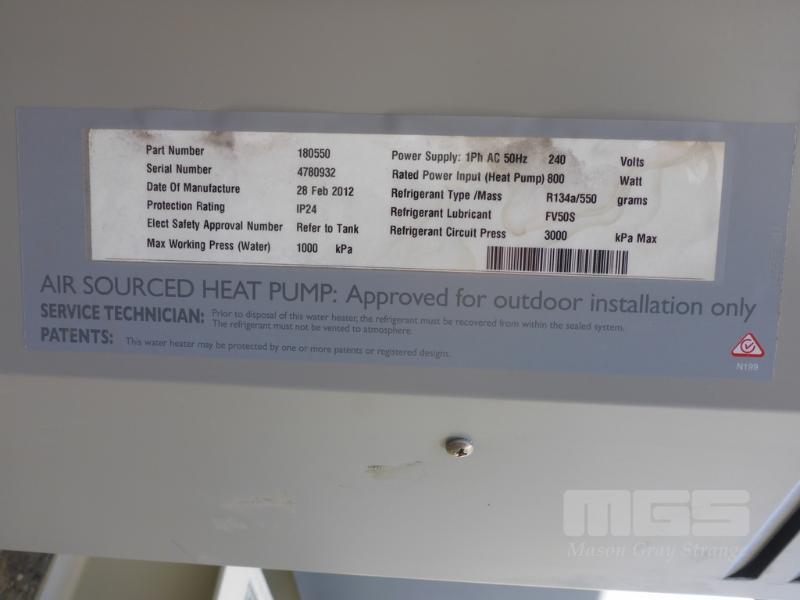 Part Number 180550
Serial Number 4780932
Date Of Manufacture 28 Feb 2012
Protection Rating IP24
Elect Safety Approval Number Refer to Tank
Max Working Press (Water) 1000 kPa
Power Supply: 1Ph AC 50Hz 240 Volts
Rated Power Input (Heat Pump) 800 Watt
Refrigerant Type /Mass R134a/550 grams
Refrigerant Lubricant FV50S
Refrigerant Circuit Press 3000 kPa Max
AIR SOURCED HEAT PUMP: Approved for outdoor installation only
SERVICE TECHNICIAN: Prior to disposal of this water heater, the refrigerant must be recovered from within the sealed system.
The refrigerant must not be vented to atmosphere.
PATENTS: This water heater may be protected by one or more patents or registered designs.
N199
MGS
Mason Gray Strange